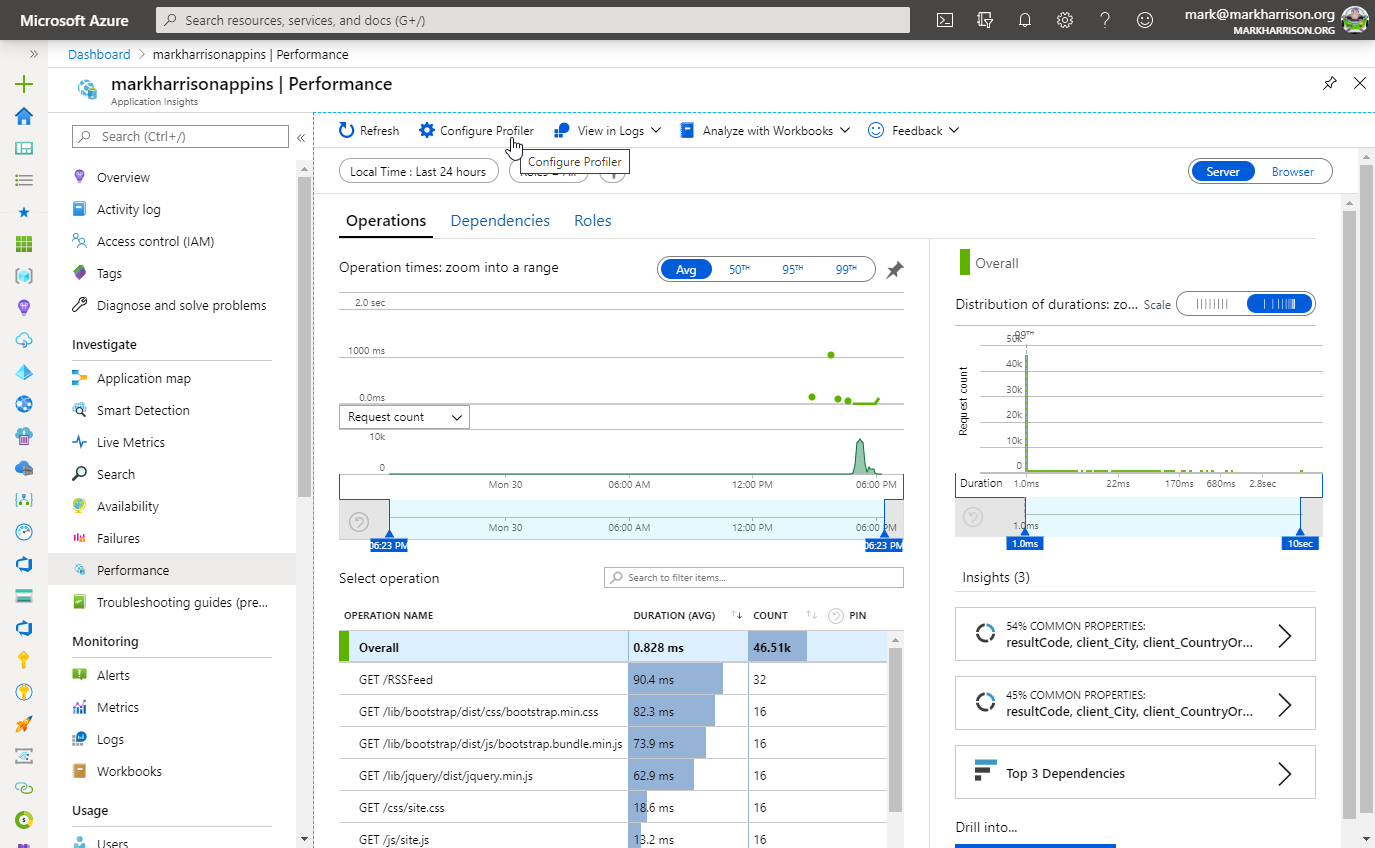 Microsoft Azure
Search resources, services, and docs (G+/)
mark@markharrison.org
MARKHARRISON.ORG
Dashboard > markharrisonappins | Performance
markharrisonappins | Performance
Application Insights
Search (Ctrl+/)
Overview
Activity log
Access control (IAM)
Tags
Diagnose and solve problems
Investigate
Application map
Smart Detection
Live Metrics
Search
Availability
Failures
Performance
Troubleshooting guides (pre...
Monitoring
Alerts
Metrics
Logs
Workbooks
Usage
Users
Refresh
Configure Profiler
View in Logs
Analyze with Workbooks
Feedback
Configure Profiler
Local Time : Last 24 hours
Server
Browser
Operations
Dependencies
Roles
Operation times: zoom into a range
Avg
50TH
95TH
99TH
2.0 sec
1000 ms
0.0ms
Request count
10k
0
Mon 30
06:00 AM
12:00 PM
06:00 PM
Mon 30
06:00 AM
12:00 PM
06:00 PM
06:23 PM
06:23 PM
Select operation
Search to filter items...
OPERATION NAME
DURATION (AVG)
COUNT
PIN
Overall 0.828 ms 46.51k
GET /RSSFeed 90.4 ms 32
GET /lib/bootstrap/dist/css/bootstrap.min.css 82.3 ms 16
GET /lib/bootstrap/dist/js/bootstrap.bundle.min.js 73.9 ms 16
GET /lib/jquery/dist/jquery.min.js 62.9 ms 16
GET /css/site.css 18.6 ms 16
GET /js/site.js 13.2 ms 16
Overall
Distribution of durations: zo...
Scale
99TH
50k
40k
30k
20k
10k
0
Request count
Duration
1.0ms
22ms
170ms
680ms
2.8sec
1.0ms
1.0ms
10sec
Insights (3)
54% COMMON PROPERTIES:
resultCode, client_City, client_CountryOr...
45% COMMON PROPERTIES:
resultCode, client_City, client_CountryOr...
Top 3 Dependencies
Drill into...